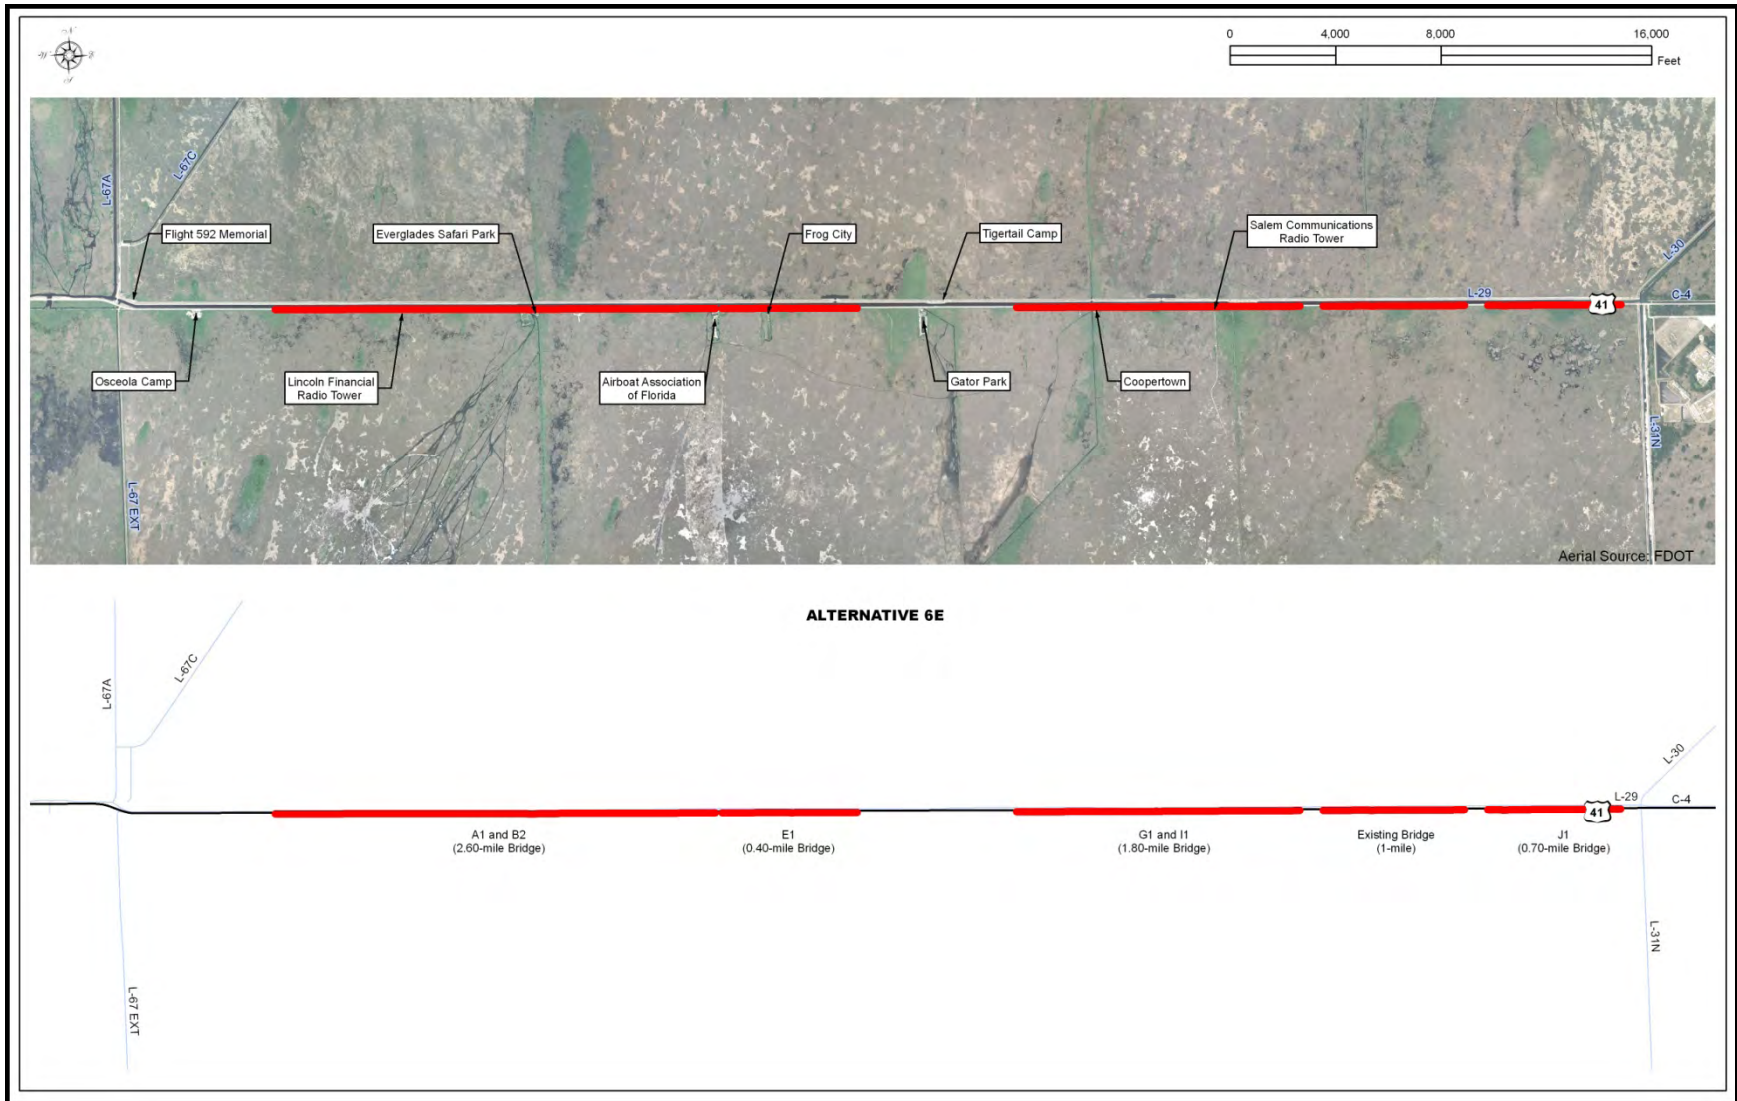 N
W
E
S
0
4,000
8,000
16,000
Feet
L-67A
L-67C
Flight 592 Memorial
Everglades Safari Park
Frog City
Tigertail Camp
Salem Communications
Radio Tower
L-30
L-29
C-4
41
Osceola Camp
Lincoln Financial
Radio Tower
Airboat Association
of Florida
Gator Park
Coopertown
L-31N
L-67 EXT
Aerial Source: FDOT
ALTERNATIVE 6E
L-67A
L-67C
L-30
L-29
C-4
41
A1 and B2
(2.60-mile Bridge)
E1
(0.40-mile Bridge)
G1 and I1
(1.80-mile Bridge)
Existing Bridge
(1-mile)
J1
(0.70-mile Bridge)
L-31N
L-67 EXT